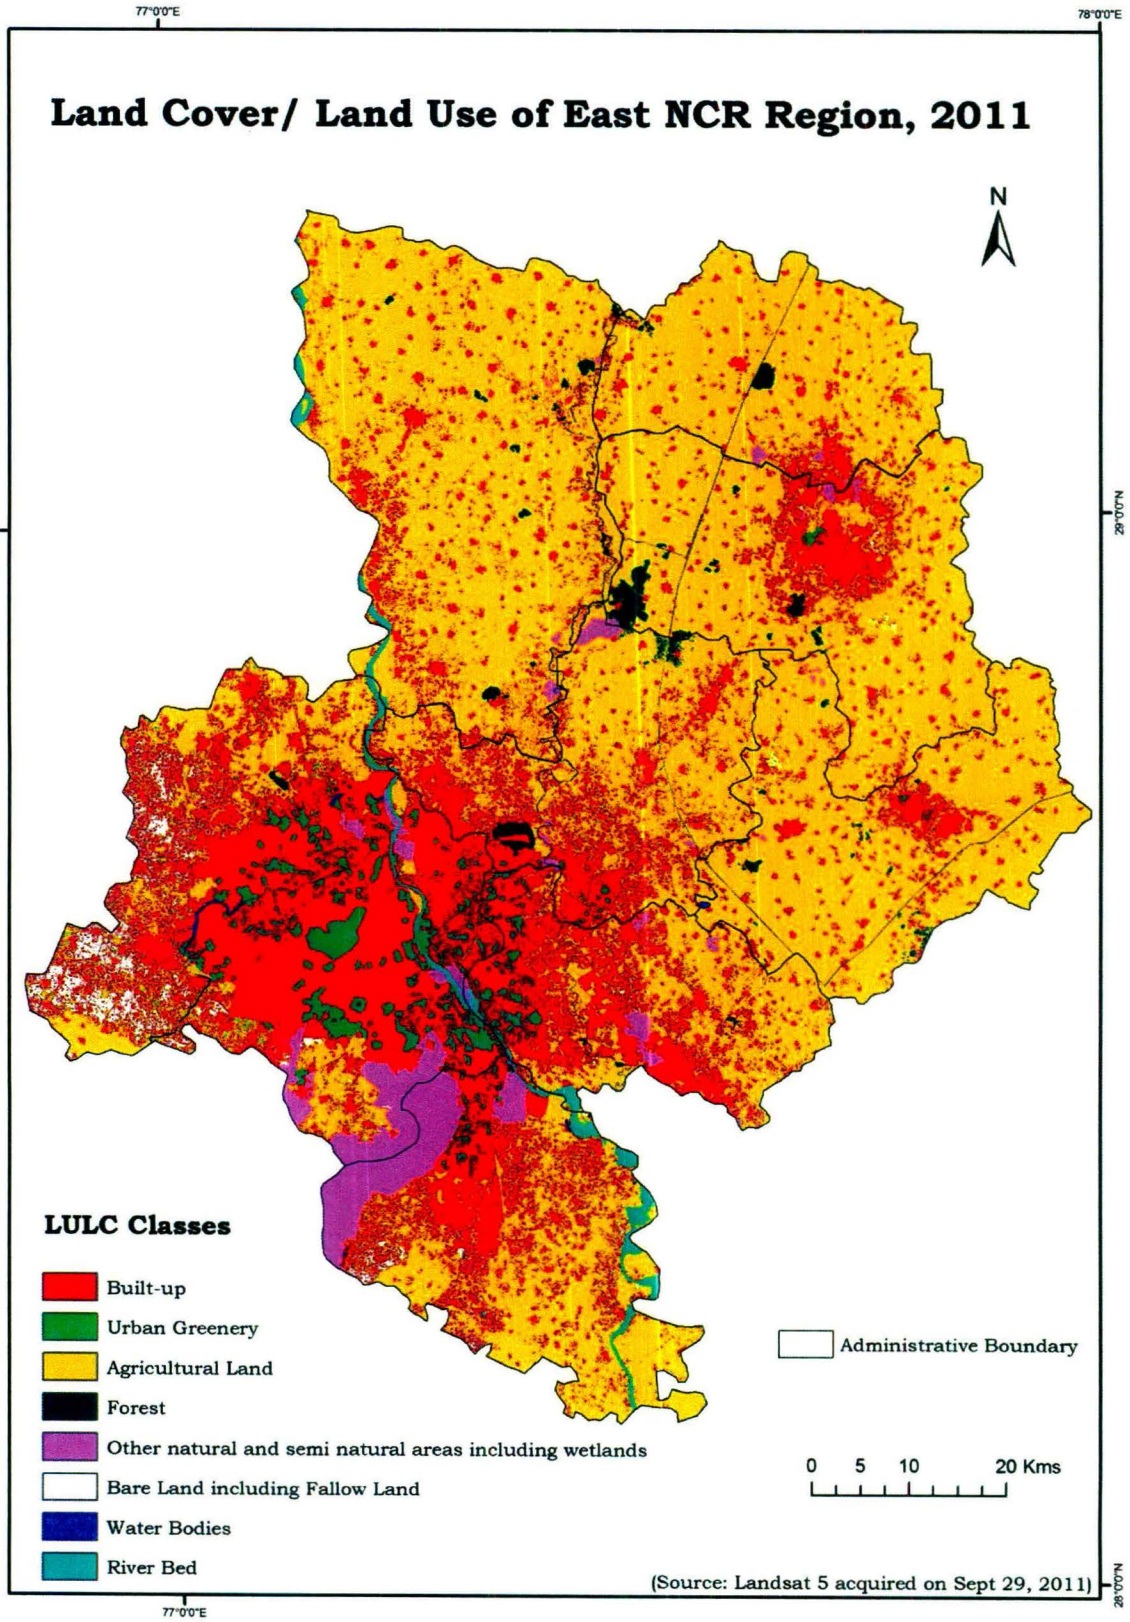 77°0'0"E
78°0'0"E
Land Cover/ Land Use of East NCR Region, 2011
N
29°0'0"N
LULC Classes
Built-up
Urban Greenery
Agricultural Land
Forest
Other natural and semi natural areas including wetlands
Bare Land including Fallow Land
Water Bodies
River Bed
Administrative Boundary
0 5 10 20 Kms
(Source: Landsat 5 acquired on Sept 29, 2011)
28°0'0"N
77°0'0"E